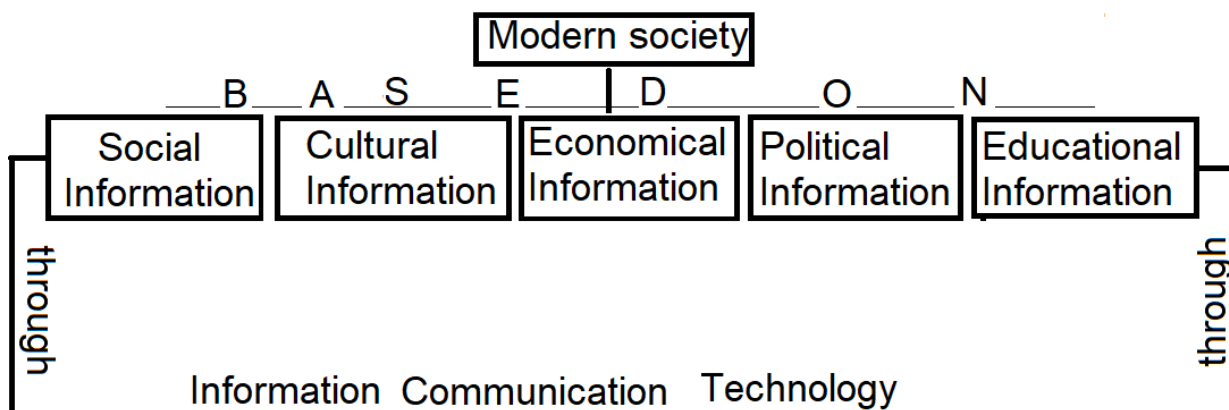 Modern society
B A S E D O N
Social
Information
Cultural
Information
Economical
Information
Political
Information
Educational
Information
through
through
Information Communication Technology